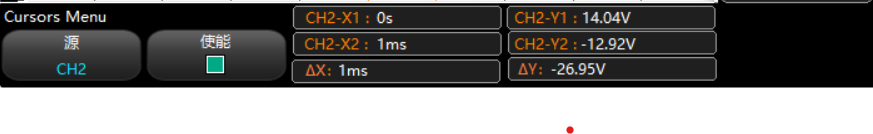 Cursors Menu
源
CH2
使能
CH2-X1 : 0s
CH2-X2 : 1ms
ΔX: 1ms
CH2-Y1 : 14.04V
CH2-Y2 : -12.92V
ΔY: -26.95V